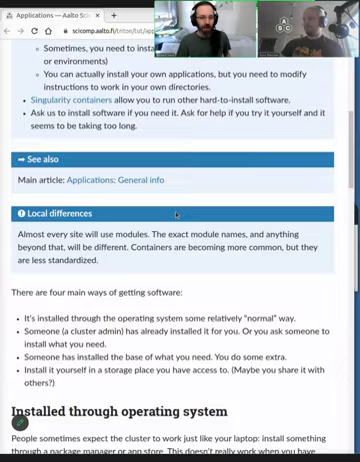 Applications — Aalto Sc
scicomp.aalto.fi/triton/tut/app
Sometimes, you need to
or environments)
You can actually install your own applications, but you need to modify
instructions to work in your own directories.
Singularity containers allow you to run other hard-to-install software.
Ask us to install software if you need it. Ask for help if you try it yourself and it
seems to be taking too long.
See also
Main article: Applications: General info
Local differences
Almost every site will use modules. The exact module names, and anything
beyond that, will be different. Containers are becoming more common, but they
are less standardized.
There are four main ways of getting software:
It's installed through the operating system some relatively "normal" way.
Someone (a cluster admin) has already installed it for you. Or you ask someone to
install what you need.
Someone has installed the base of what you need. You do some extra.
Install it yourself in a storage place you have access to. (Maybe you share it with
others?)
Installed through operating system
People sometimes expect the cluster to work just like your laptop: install something
through a package manager or app store. This doesn't really work when you have